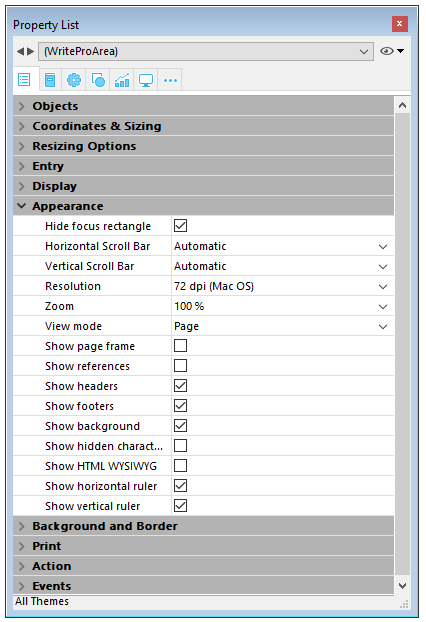 Property List
(WriteProArea)
Objects
Coordinates & Sizing
Resizing Options
Entry
Display
Appearance
Hide focus rectangle
Horizontal Scroll Bar Automatic
Vertical Scroll Bar Automatic
Resolution 72 dpi (Mac OS)
Zoom 100 %
View mode Page
Show page frame
Show references
Show headers
Show footers
Show background
Show hidden charact...
Show HTML WYSIWYG
Show horizontal ruler
Show vertical ruler
Background and Border
Print
Action
Events
All Themes